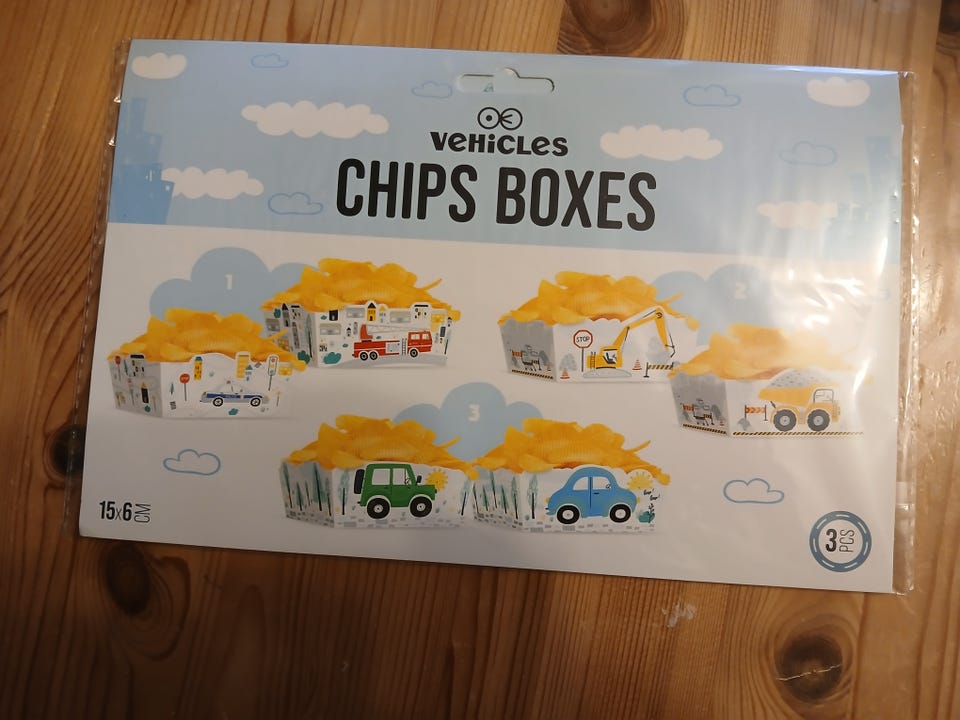 VEHiCLES
CHIPS BOXES
1
2
3
STOP
15x6 CM
3 PCS